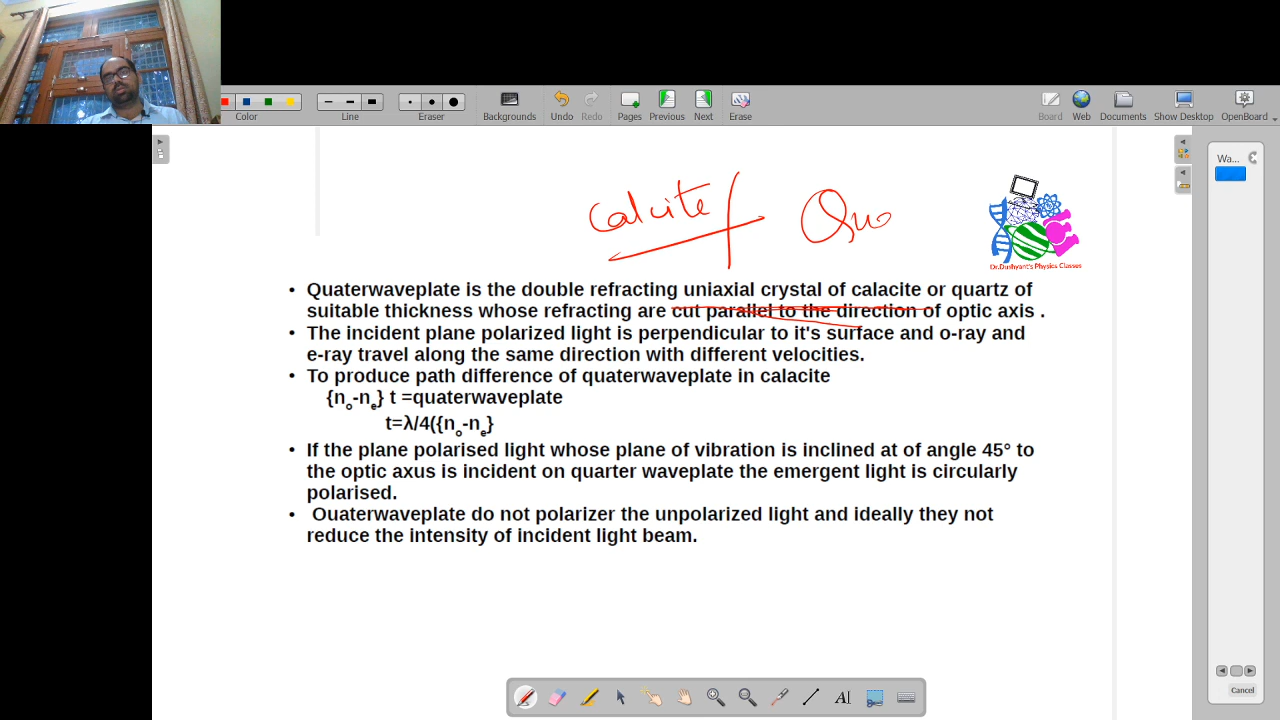 Color
Line
Eraser
Backgrounds
Undo
Redo
Pages
Previous
Next
Erase
Board
Web
Documents
Show Desktop
OpenBoard
Wa...
calcite
Dr.Dushyant's Physics Classes
• Quaterwaveplate is the double refracting uniaxial crystal of calacite or quartz of
suitable thickness whose refracting are cut parallel to the direction of optic axis .
• The incident plane polarized light is perpendicular to it's surface and o-ray and
e-ray travel along the same direction with different velocities.
• To produce path difference of quaterwaveplate in calacite
{no-ne} t =quaterwaveplate
t=λ/4({no-ne}
• If the plane polarised light whose plane of vibration is inclined at of angle 45° to
the optic axus is incident on quarter waveplate the emergent light is circularly
polarised.
• Ouaterwaveplate do not polarizer the unpolarized light and ideally they not
reduce the intensity of incident light beam.
Cancel